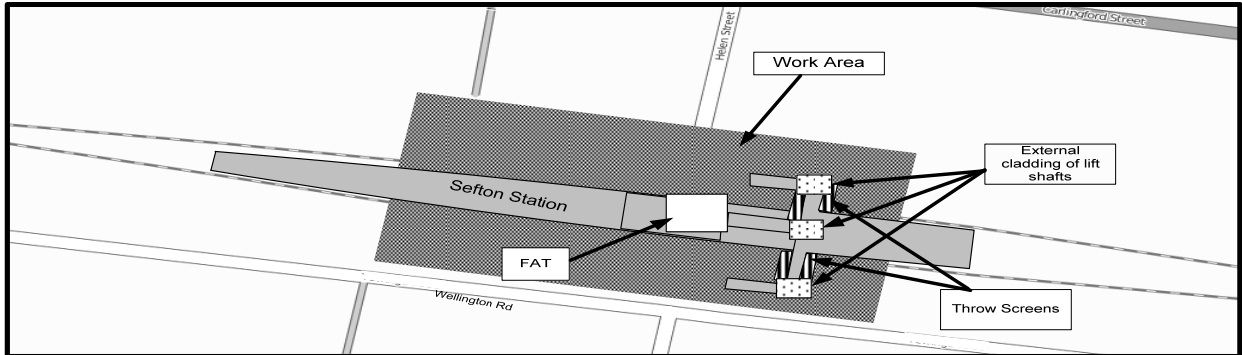 Carlingford Street
Helen Street
Work Area
External
cladding of lift
shafts
Sefton Station
FAT
Wellington Rd
Throw Screens